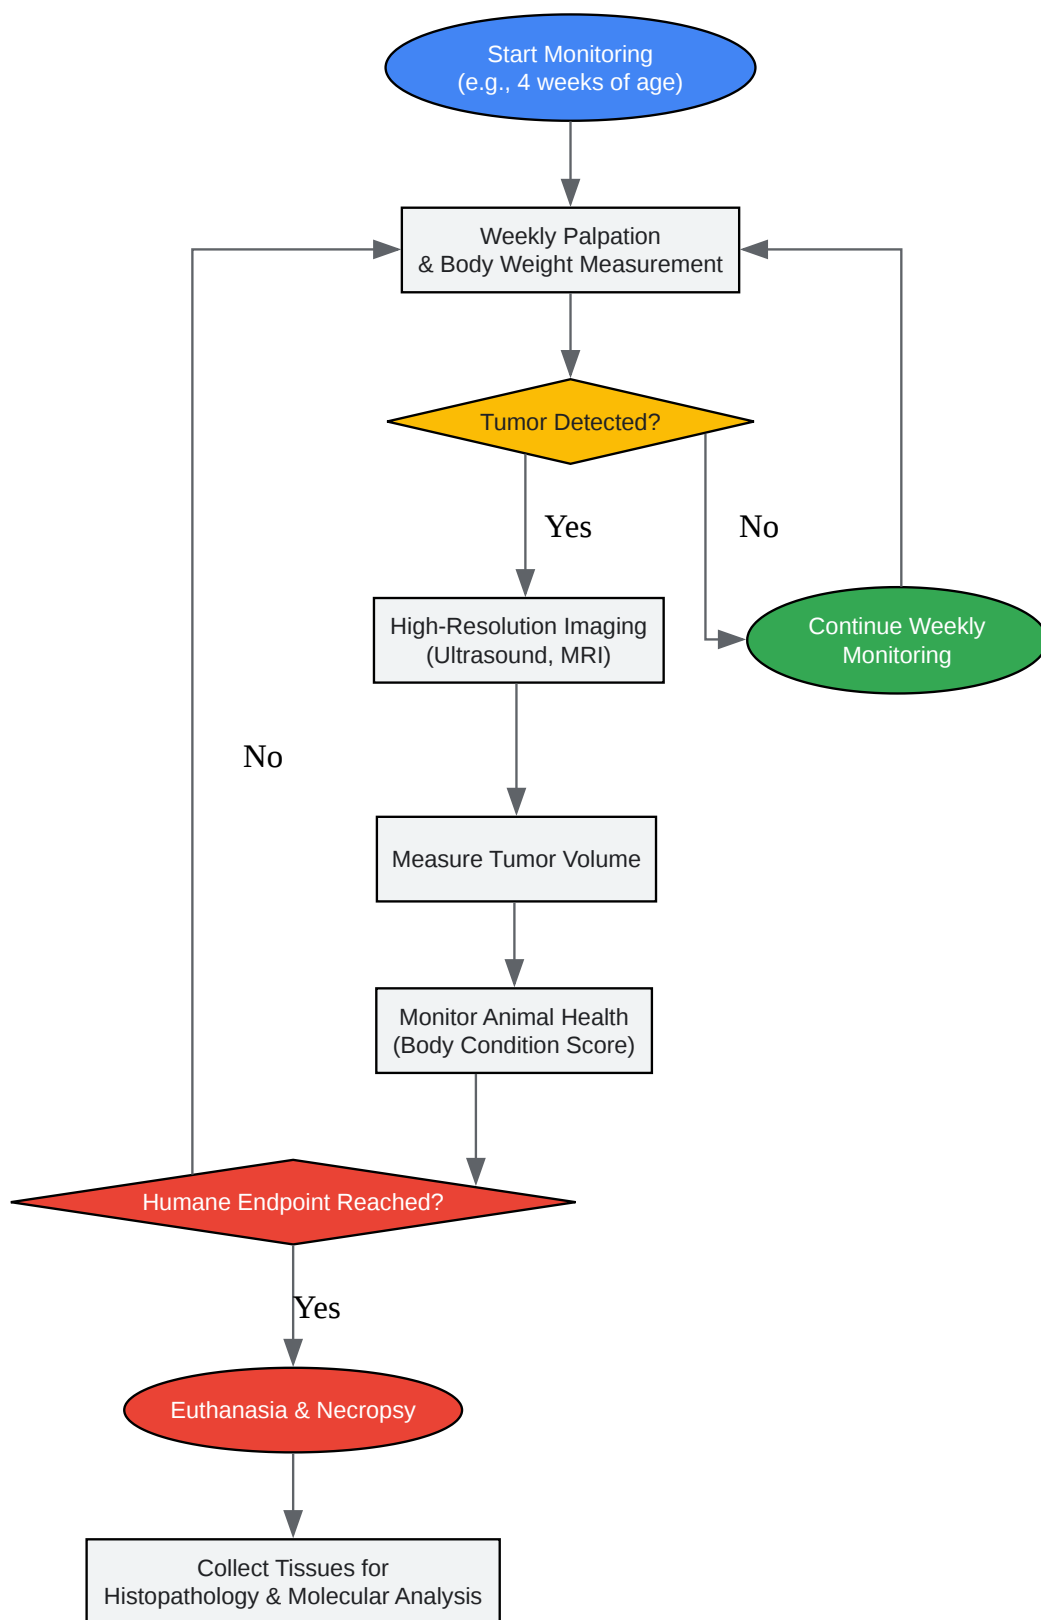 Start Monitoring
(e.g., 4 weeks of age)
Weekly Palpation
& Body Weight Measurement
Tumor Detected?
Yes
No
High-Resolution Imaging
(Ultrasound, MRI)
Continue Weekly
Monitoring
No
Measure Tumor Volume
Monitor Animal Health
(Body Condition Score)
Humane Endpoint Reached?
Yes
Euthanasia & Necropsy
Collect Tissues for
Histopathology & Molecular Analysis